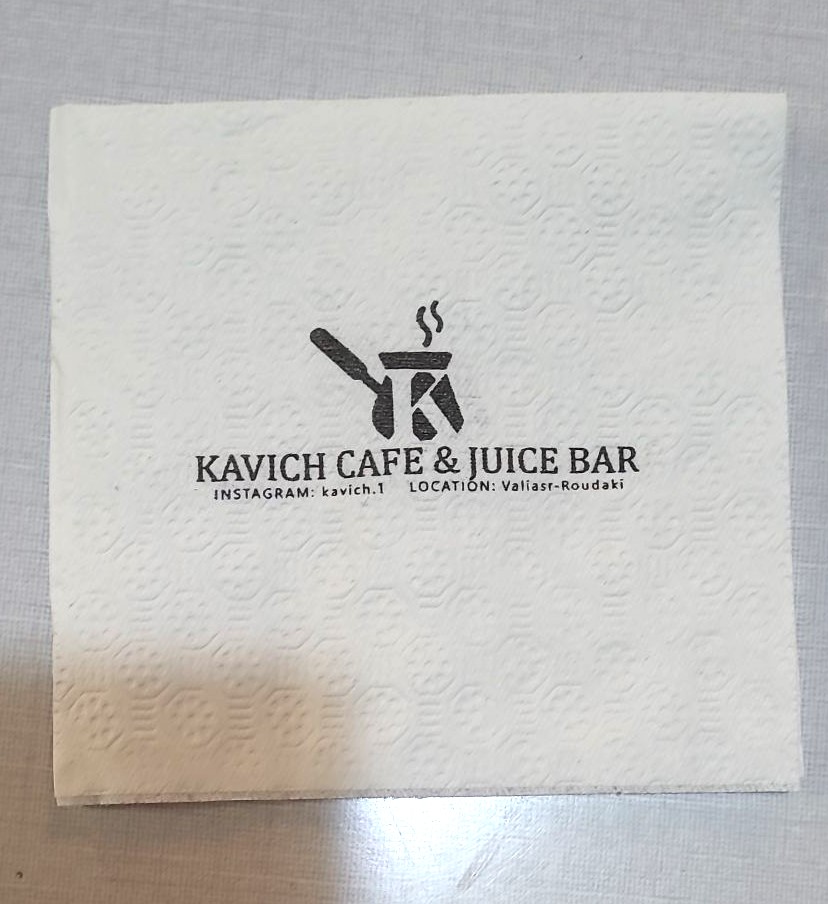 K
KAVICH CAFE & JUICE BAR
INSTAGRAM: kavich.1 LOCATION: Valiasr-Roudaki